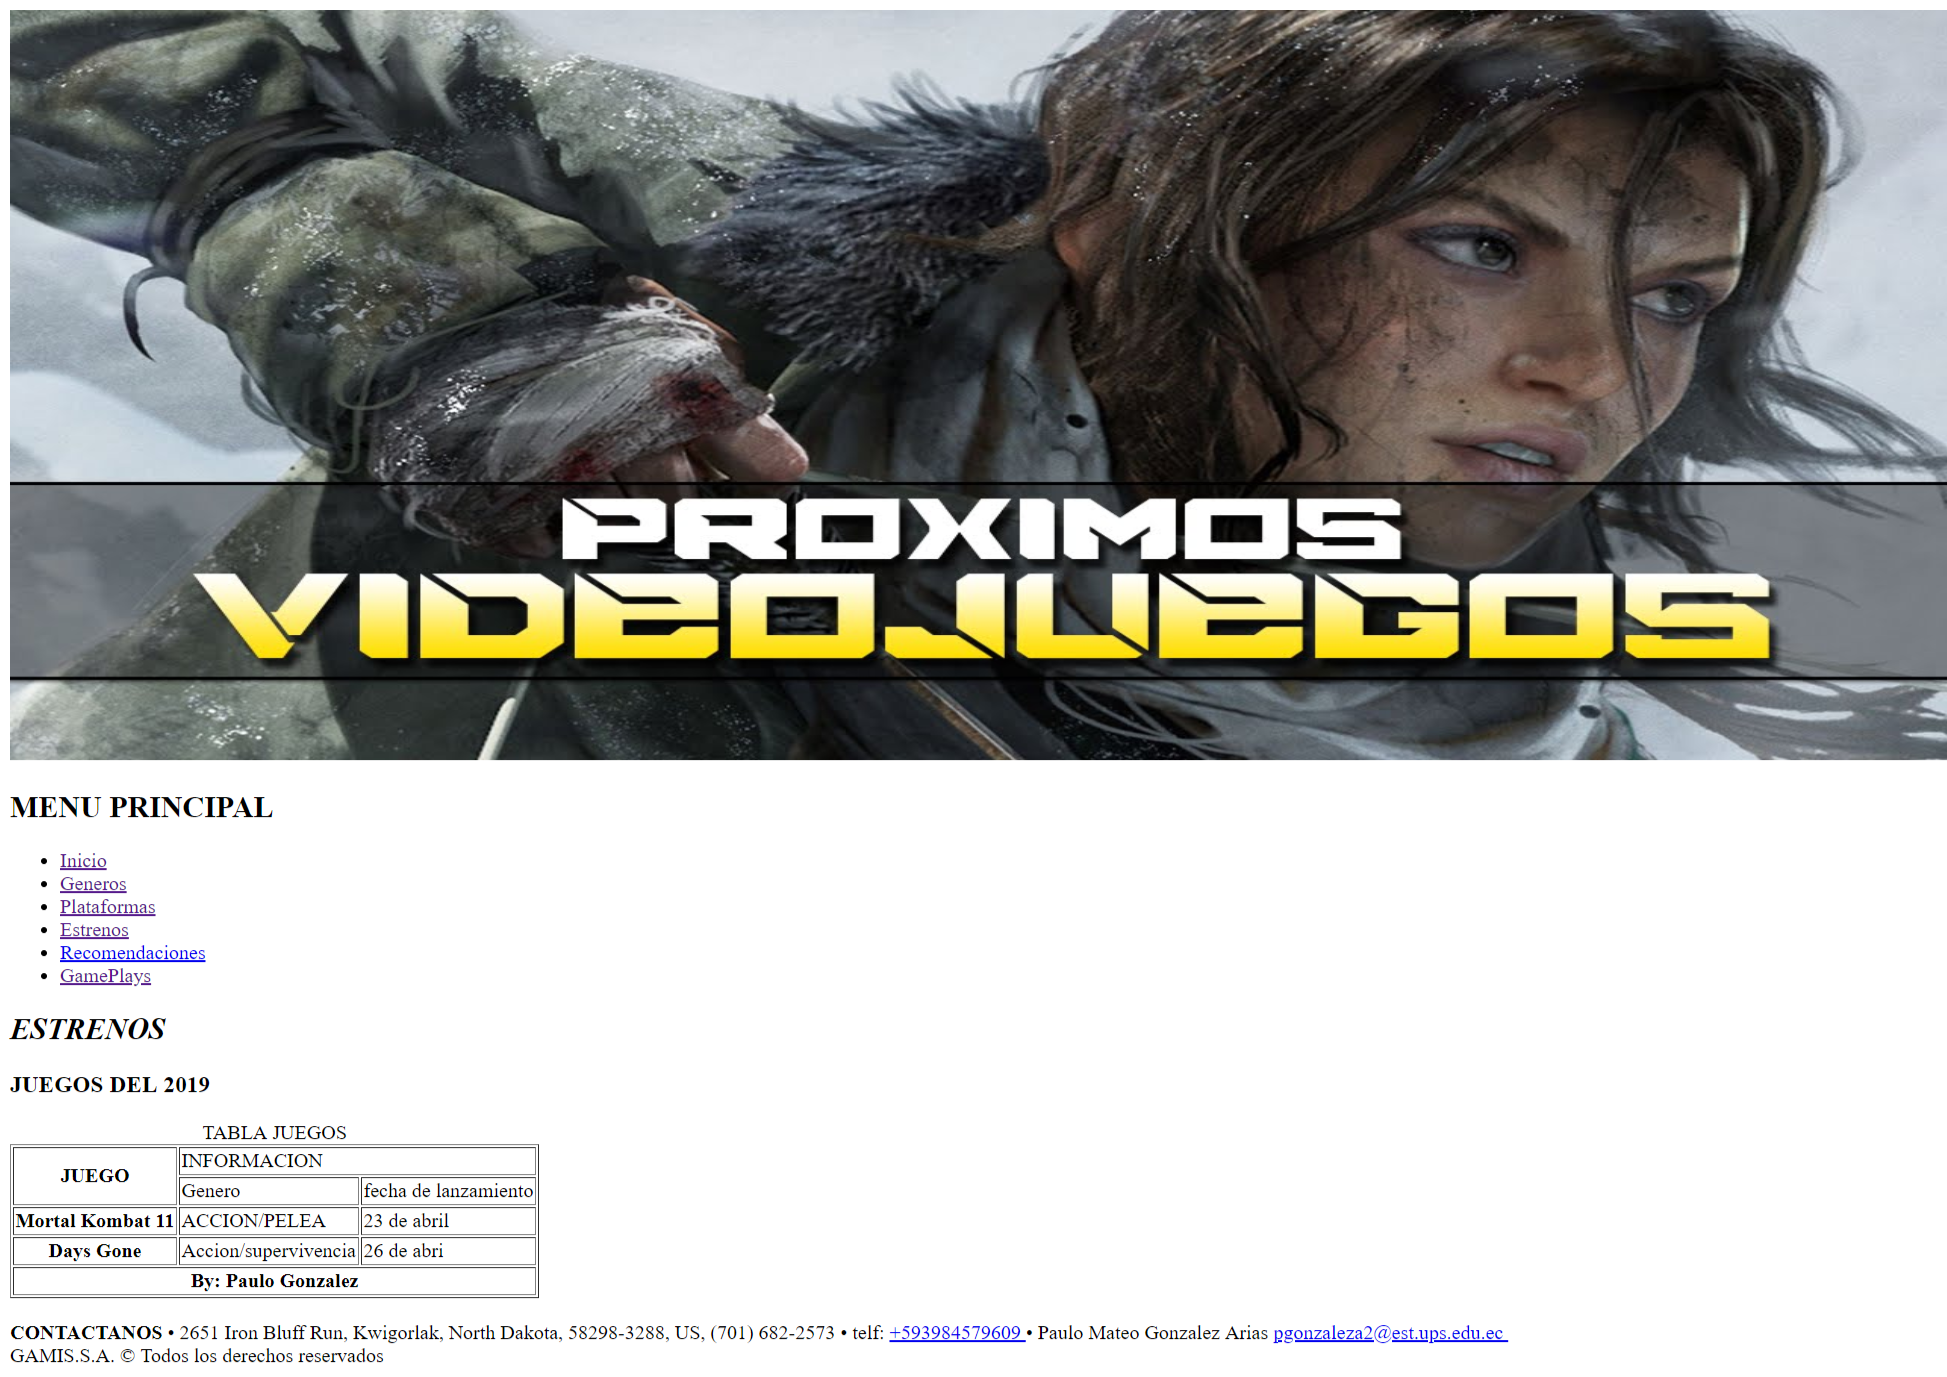 PROXIMOS
VIDEOJUEGOS
MENU PRINCIPAL
Inicio
Generos
Plataformas
Estrenos
Recomendaciones
GamePlays
ESTRENOS
JUEGOS DEL 2019
TABLA JUEGOS
JUEGO INFORMACION
Genero fecha de lanzamiento
Mortal Kombat 11 ACCION/PELEA 23 de abril
Days Gone Accion/supervivencia 26 de abri
By: Paulo Gonzalez
CONTACTANOS • 2651 Iron Bluff Run, Kwigorlak, North Dakota, 58298-3288, US, (701) 682-2573 • telf: +593984579609 • Paulo Mateo Gonzalez Arias pgonzaleza2@est.ups.edu.ec
GAMIS.S.A. © Todos los derechos reservados